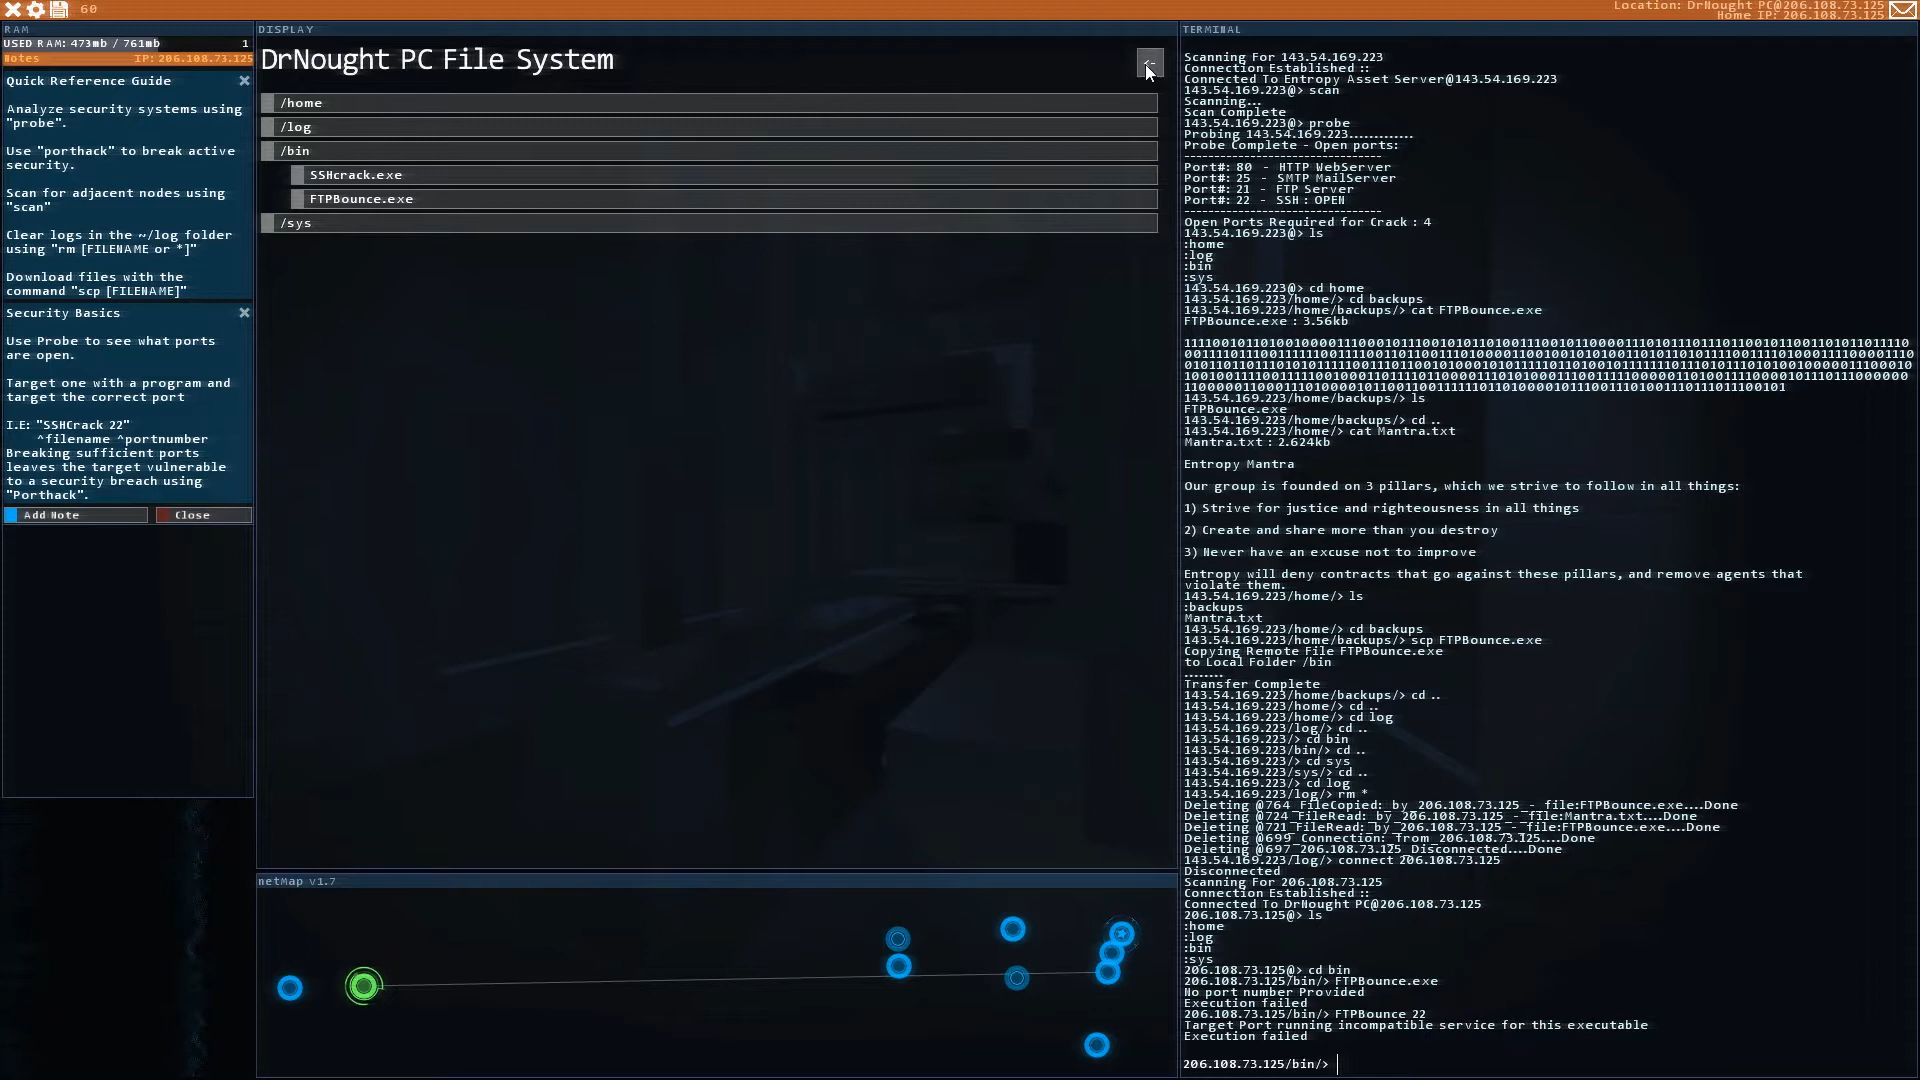 60
Location: DrNought PC@206.108.73.125
Home IP: 206.108.73.125
RAM
USED RAM: 473mb / 761mb 1
Notes IP: 206.108.73.125
Quick Reference Guide
Analyze security systems using
"probe".
Use "porthack" to break active
security.
Scan for adjacent nodes using
"scan"
Clear logs in the ~/log folder
using "rm [FILENAME or *]"
Download files with the
command "scp [FILENAME]"
Security Basics
Use Probe to see what ports
are open.
Target one with a program and
target the correct port
I.E: "SSHCrack 22"
^filename ^portnumber
Breaking sufficient ports
leaves the target vulnerable
to a security breach using
"Porthack".
Add Note Close
DISPLAY
DrNought PC File System
<-
/home
/log
/bin
SSHcrack.exe
FTPBounce.exe
/sys
netMap v1.7
TERMINAL
Scanning For 143.54.169.223
Connection Established ::
Connected To Entropy Asset Server@143.54.169.223
143.54.169.223@> scan
Scanning...
Scan Complete
143.54.169.223@> probe
Probing 143.54.169.223.............
Probe Complete - Open ports:
---------------------------------
Port#: 80 - HTTP WebServer
Port#: 25 - SMTP MailServer
Port#: 21 - FTP Server
Port#: 22 - SSH : OPEN
---------------------------------
Open Ports Required for Crack : 4
143.54.169.223@> ls
:home
:log
:bin
:sys
143.54.169.223@> cd home
143.54.169.223/home/> cd backups
143.54.169.223/home/backups/> cat FTPBounce.exe
FTPBounce.exe : 3.56kb
143.54.169.223/home/backups/> ls
FTPBounce.exe
143.54.169.223/home/backups/> cd ..
143.54.169.223/home/> cat Mantra.txt
Mantra.txt : 2.624kb
Entropy Mantra
Our group is founded on 3 pillars, which we strive to follow in all things:
1) Strive for justice and righteousness in all things
2) Create and share more than you destroy
3) Never have an excuse not to improve
Entropy will deny contracts that go against these pillars, and remove agents that
violate them.
143.54.169.223/home/> ls
:backups
Mantra.txt
143.54.169.223/home/> cd backups
143.54.169.223/home/backups/> scp FTPBounce.exe
Copying Remote File FTPBounce.exe
to Local Folder /bin
........
Transfer Complete
143.54.169.223/home/backups/> cd ..
143.54.169.223/home/> cd ..
143.54.169.223/> cd log
143.54.169.223/log/> cd ..
143.54.169.223/> cd bin
143.54.169.223/bin/> cd ..
143.54.169.223/> cd sys
143.54.169.223/sys/> cd ..
143.54.169.223/> cd log
143.54.169.223/log/> rm *
Deleting @764_FileCopied:_by_206.108.73.125_-_file:FTPBounce.exe....Done
Deleting @724_FileRead:_by_206.108.73.125_-_file:Mantra.txt....Done
Deleting @721_FileRead:_by_206.108.73.125_-_file:FTPBounce.exe....Done
Deleting @699_Connection:_from_206.108.73.125....Done
Deleting @697_206.108.73.125_Disconnected....Done
143.54.169.223/log/> connect 206.108.73.125
Disconnected
Scanning For 206.108.73.125
Connection Established ::
Connected To DrNought PC@206.108.73.125
206.108.73.125@> ls
:home
:log
:bin
:sys
206.108.73.125@> cd bin
206.108.73.125/bin/> FTPBounce.exe
No port number Provided
Execution failed
206.108.73.125/bin/> FTPBounce 22
Target Port running incompatible service for this executable
Execution failed
206.108.73.125/bin/>